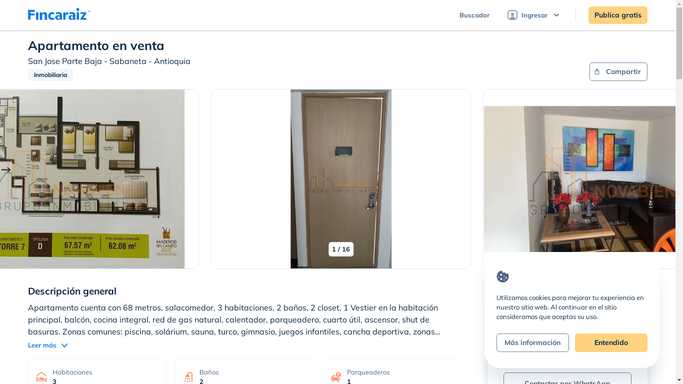 Fincaraiz
Buscador
Ingresar
Publica gratis
Apartamento en venta
San Jose Parte Baja - Sabaneta - Antioquia
Inmobiliaria
Compartir
TORRE 7
D
67.57 m²
62.08 m²
NOVABIEN
1 / 16
Descripción general
Apartamento cuenta con 68 metros, salacomedor, 3 habitaciones, 2 baños, 2 closet, 1 Vestier en la habitación
principal, balcón, cocina integral, red de gas natural, calentador, parqueadero, cuarto útil, ascensor, shut de
basuras. Zonas comunes: piscina, solárium, sauna, turco, gimnasio, juegos infantiles, cancha deportiva, zonas...
Leer más
Habitaciones
3
Baños
2
Parqueaderos
1
Utilizamos cookies para mejorar tu experiencia en
nuestro sitio web. Al continuar en el sitio
consideramos que aceptas su uso.
Más información
Entendido
Contactar por WhatsApp